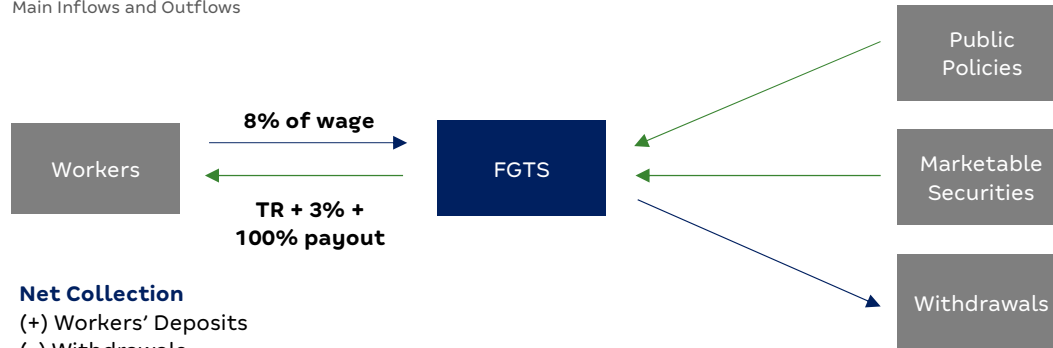 Main Inflows and Outflows
Public
Policies
8% of wage
Workers
FGTS
Marketable
Securities
TR + 3% +
100% payout
Net Collection
(+) Workers' Deposits
Withdrawals
(-) Withdrawals